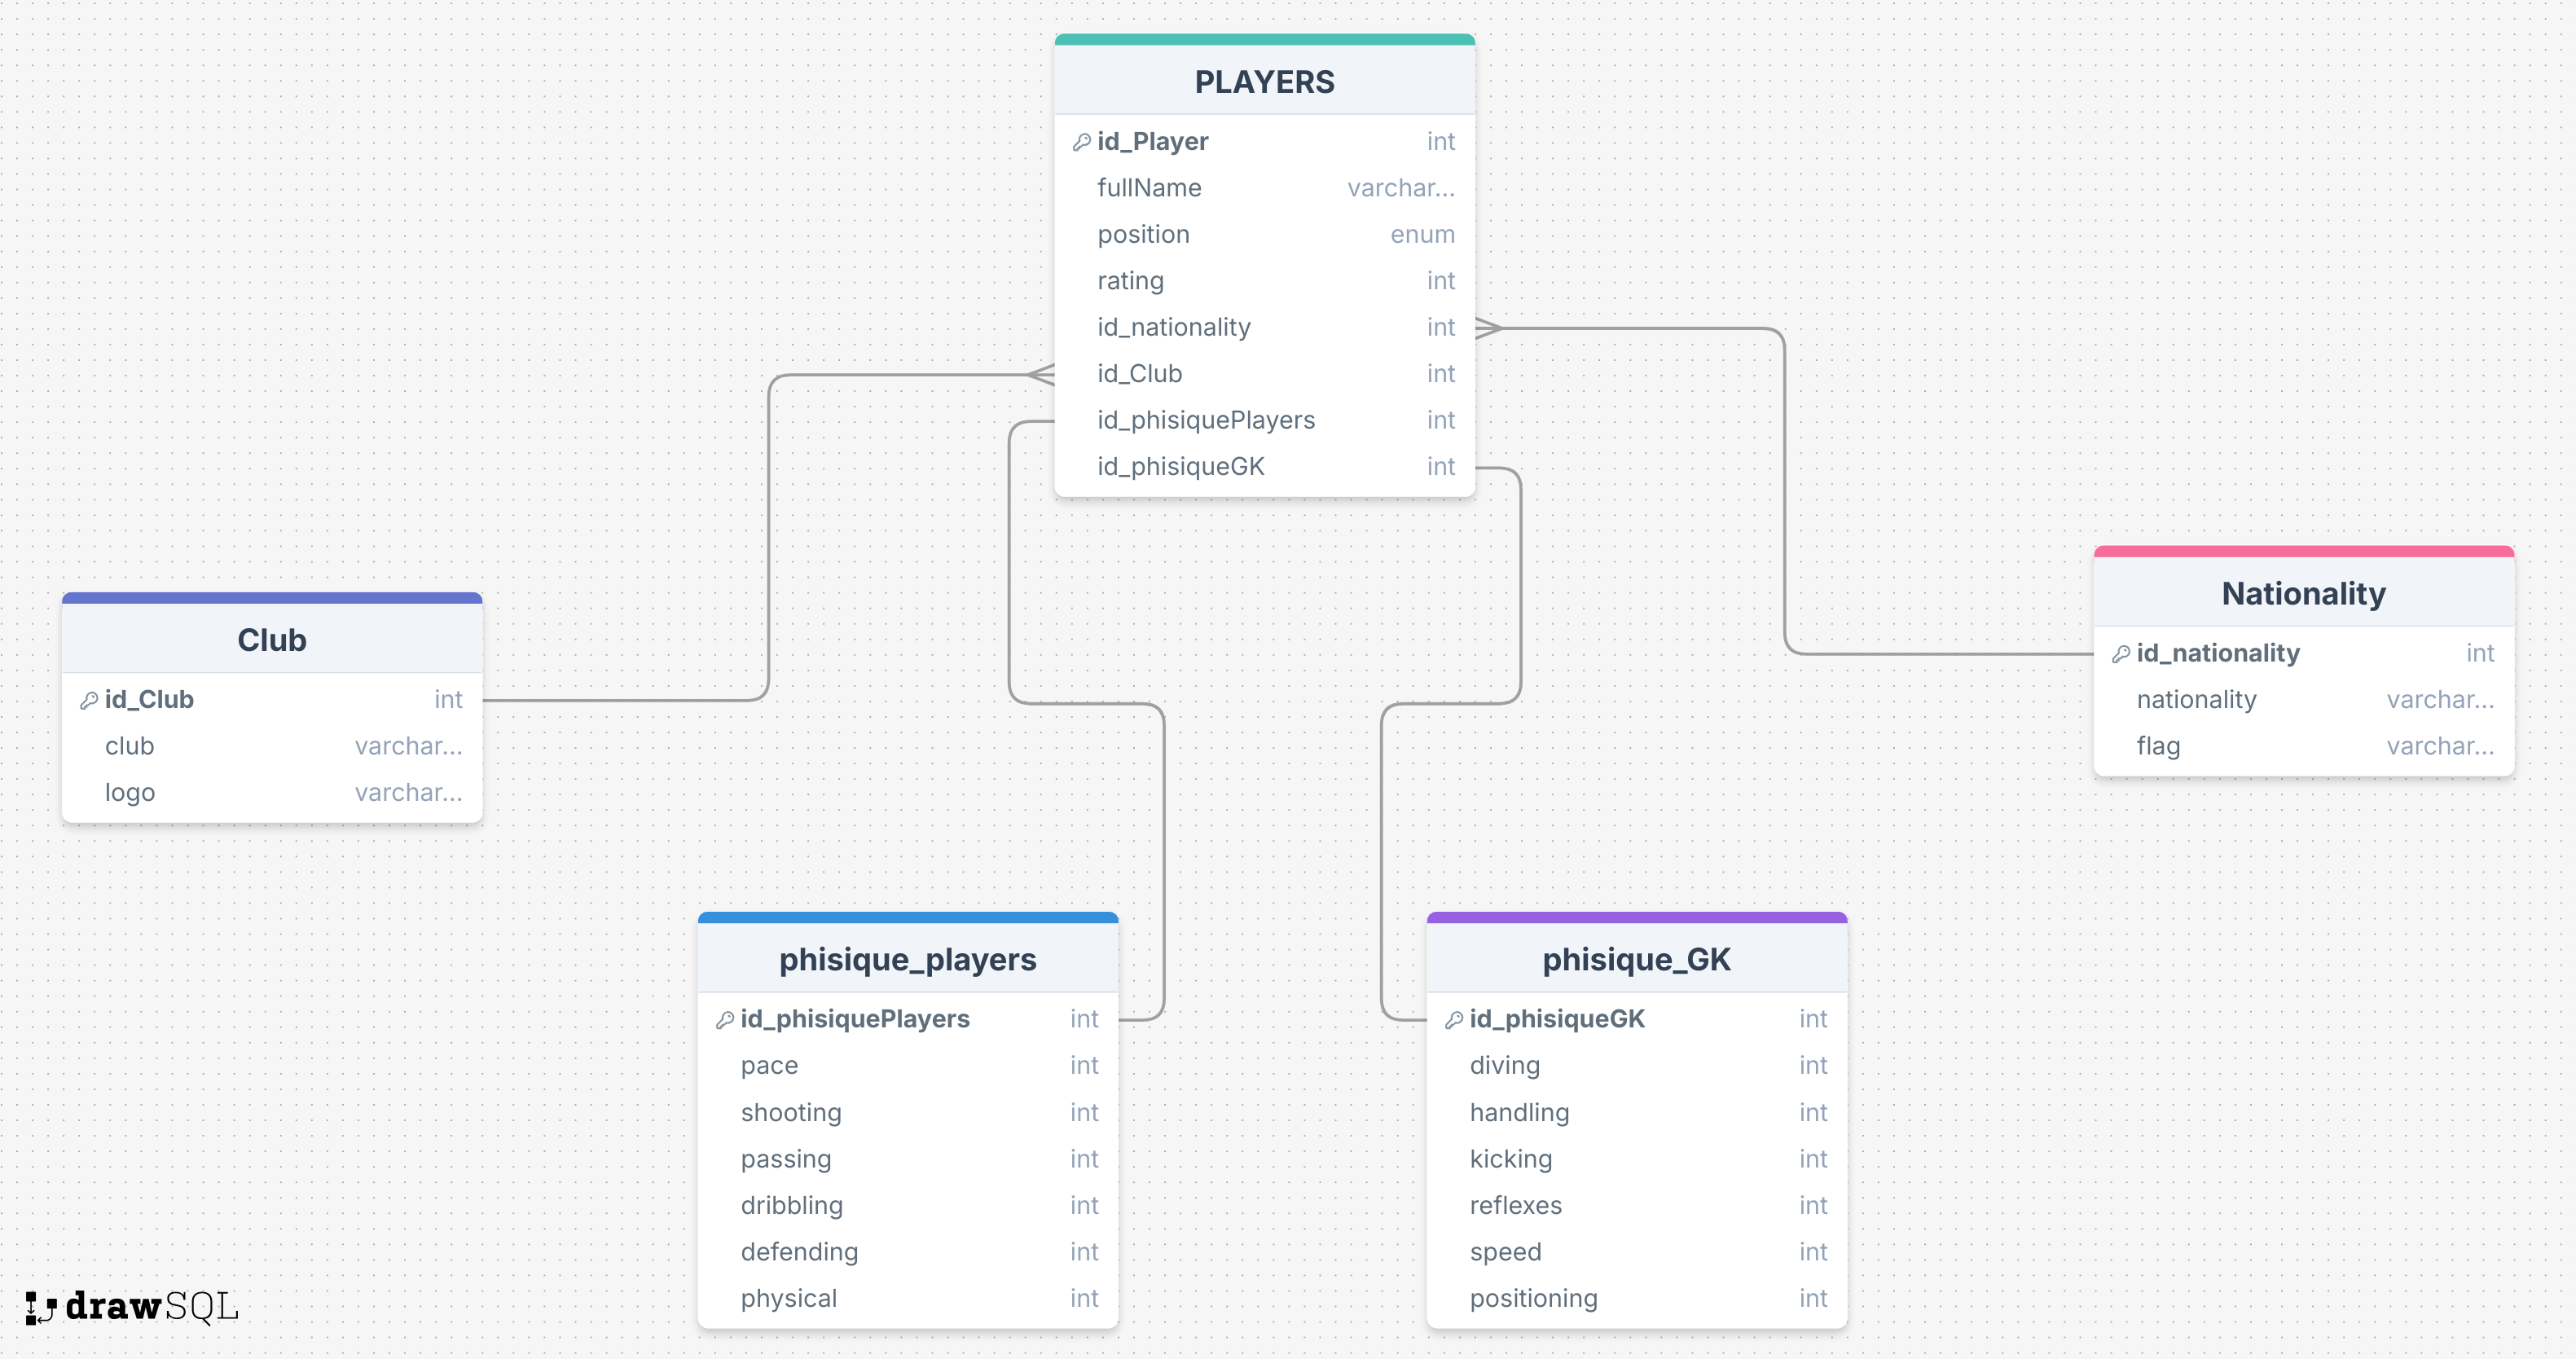 PLAYERS
id_Player int
fullName varchar...
position enum
rating int
id_nationality int
id_Club int
id_phisiquePlayers int
id_phisiqueGK int
Club
id_Club int
club varchar...
logo varchar...
Nationality
id_nationality int
nationality varchar...
flag varchar...
phisique_players
id_phisiquePlayers int
pace int
shooting int
passing int
dribbling int
defending int
physical int
phisique_GK
id_phisiqueGK int
diving int
handling int
kicking int
reflexes int
speed int
positioning int
drawSQL